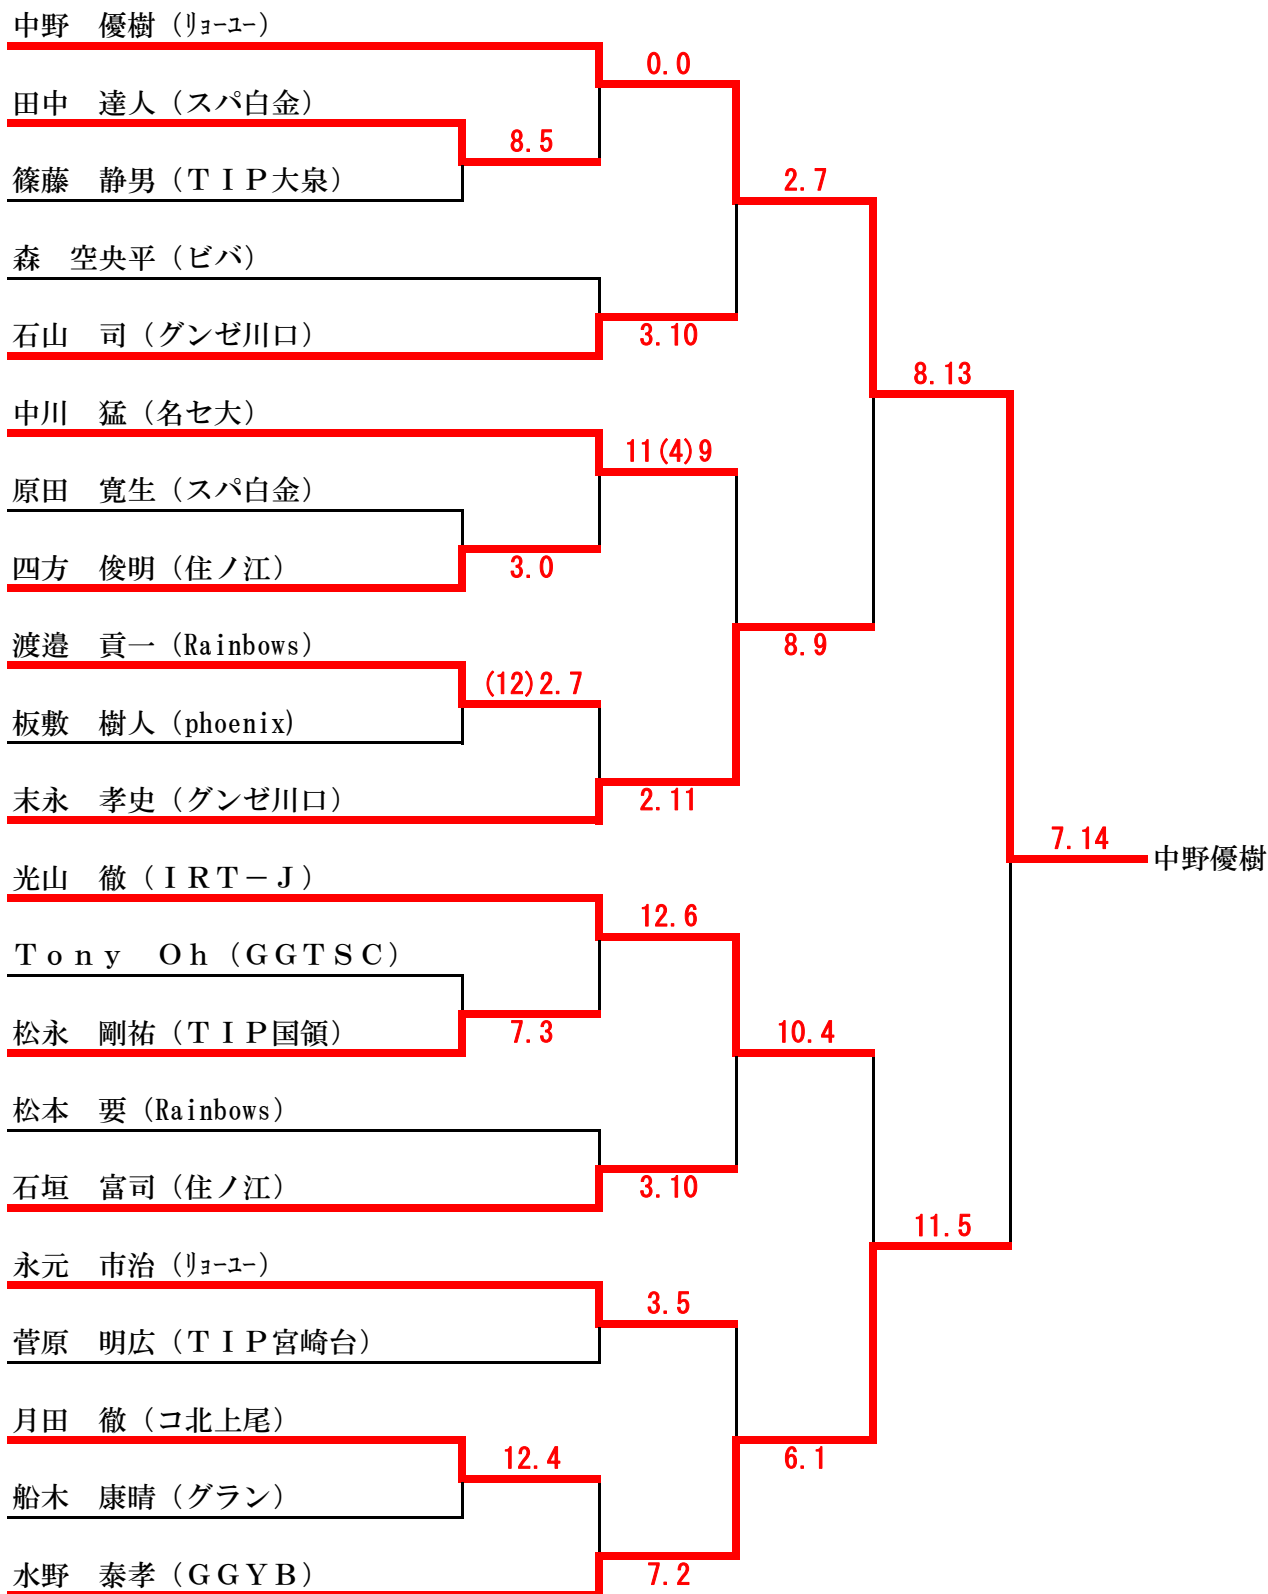 中野　優樹（ﾘｮｰﾕｰ）
0.0
田中　達人（スパ白金）
8.5
篠藤　静男（ＴＩＰ大泉）
2.7
森　空央平（ビバ）
石山　司（グンゼ川口）
3.10
8.13
中川　猛（名セ大）
11(4)9
原田　寛生（スパ白金）
四方　俊明（住ノ江）
3.0
渡邉　貢一（Rainbows）
8.9
(12)2.7
板敷　樹人（phoenix)
末永　孝史（グンゼ川口）
2.11
7.14
中野優樹
光山　徹（ＩＲＴ－Ｊ）
12.6
Ｔｏｎｙ　Ｏｈ（ＧＧＴＳＣ）
松永　剛祐（ＴＩＰ国領）
7.3
10.4
松本　要（Rainbows）
石垣　富司（住ノ江）
3.10
11.5
永元　市治（ﾘｮｰﾕｰ）
3.5
菅原　明広（ＴＩＰ宮崎台）
月田　徹（コ北上尾）
12.4
6.1
船木　康晴（グラン）
水野　泰孝（ＧＧＹＢ）
7.2